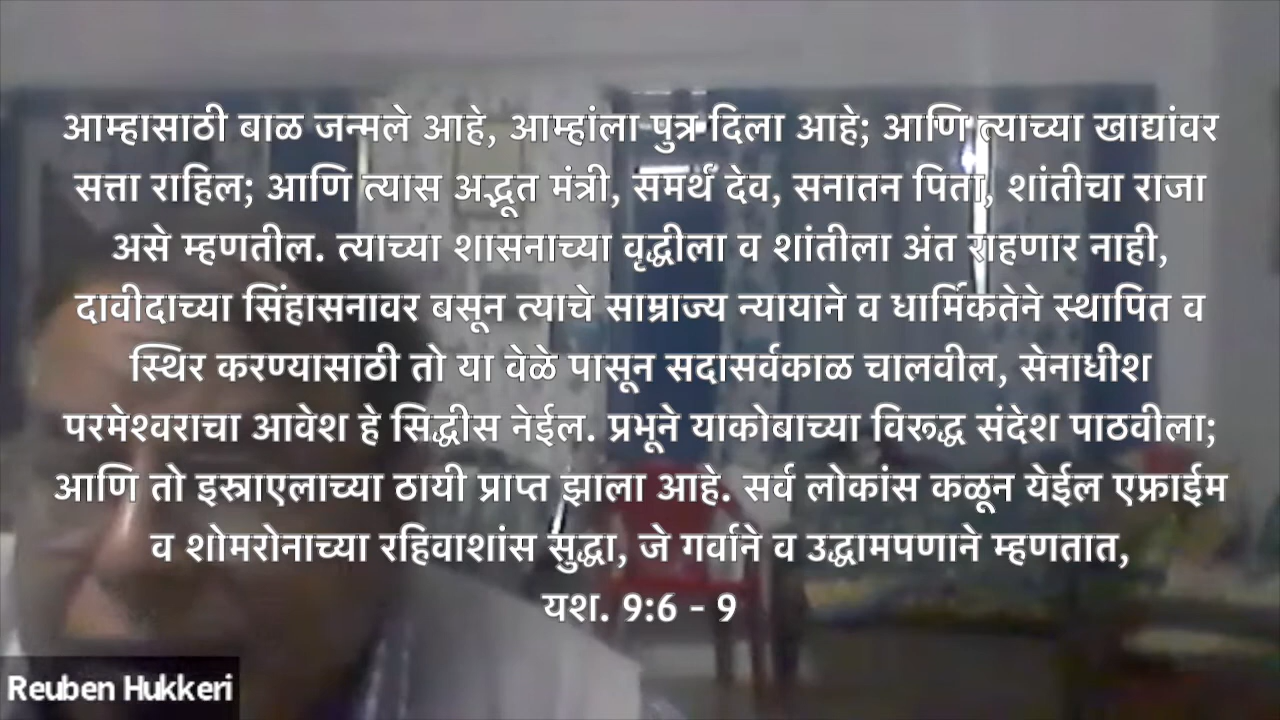 आम्हासाठी बाळ जन्मले आहे, आम्हांला पुत्र दिला आहे; आणि त्याच्या खाद्यांवर
सत्ता राहिल; आणि त्यास अद्भूत मंत्री, समर्थ देव, सनातन पिता, शांतीचा राजा
असे म्हणतील. त्याच्या शासनाच्या वृद्धीला व शांतीला अंत राहणार नाही,
दावीदाच्या सिंहासनावर बसून त्याचे साम्राज्य न्यायाने व धार्मिकतेने स्थापित व
स्थिर करण्यासाठी तो या वेळे पासून सदासर्वकाळ चालवील, सेनाधीश
परमेश्वराचा आवेश हे सिद्धीस नेईल. प्रभूने याकोबाच्या विरूद्ध संदेश पाठवीला;
आणि तो इस्त्राएलाच्या ठायी प्राप्त झाला आहे. सर्व लोकांस कळून येईल एफ्राईम
व शोमरोनाच्या रहिवाशांस सुद्धा, जे गर्वाने व उद्धामपणाने म्हणतात,
यश. 9:6 - 9
Reuben Hukkeri